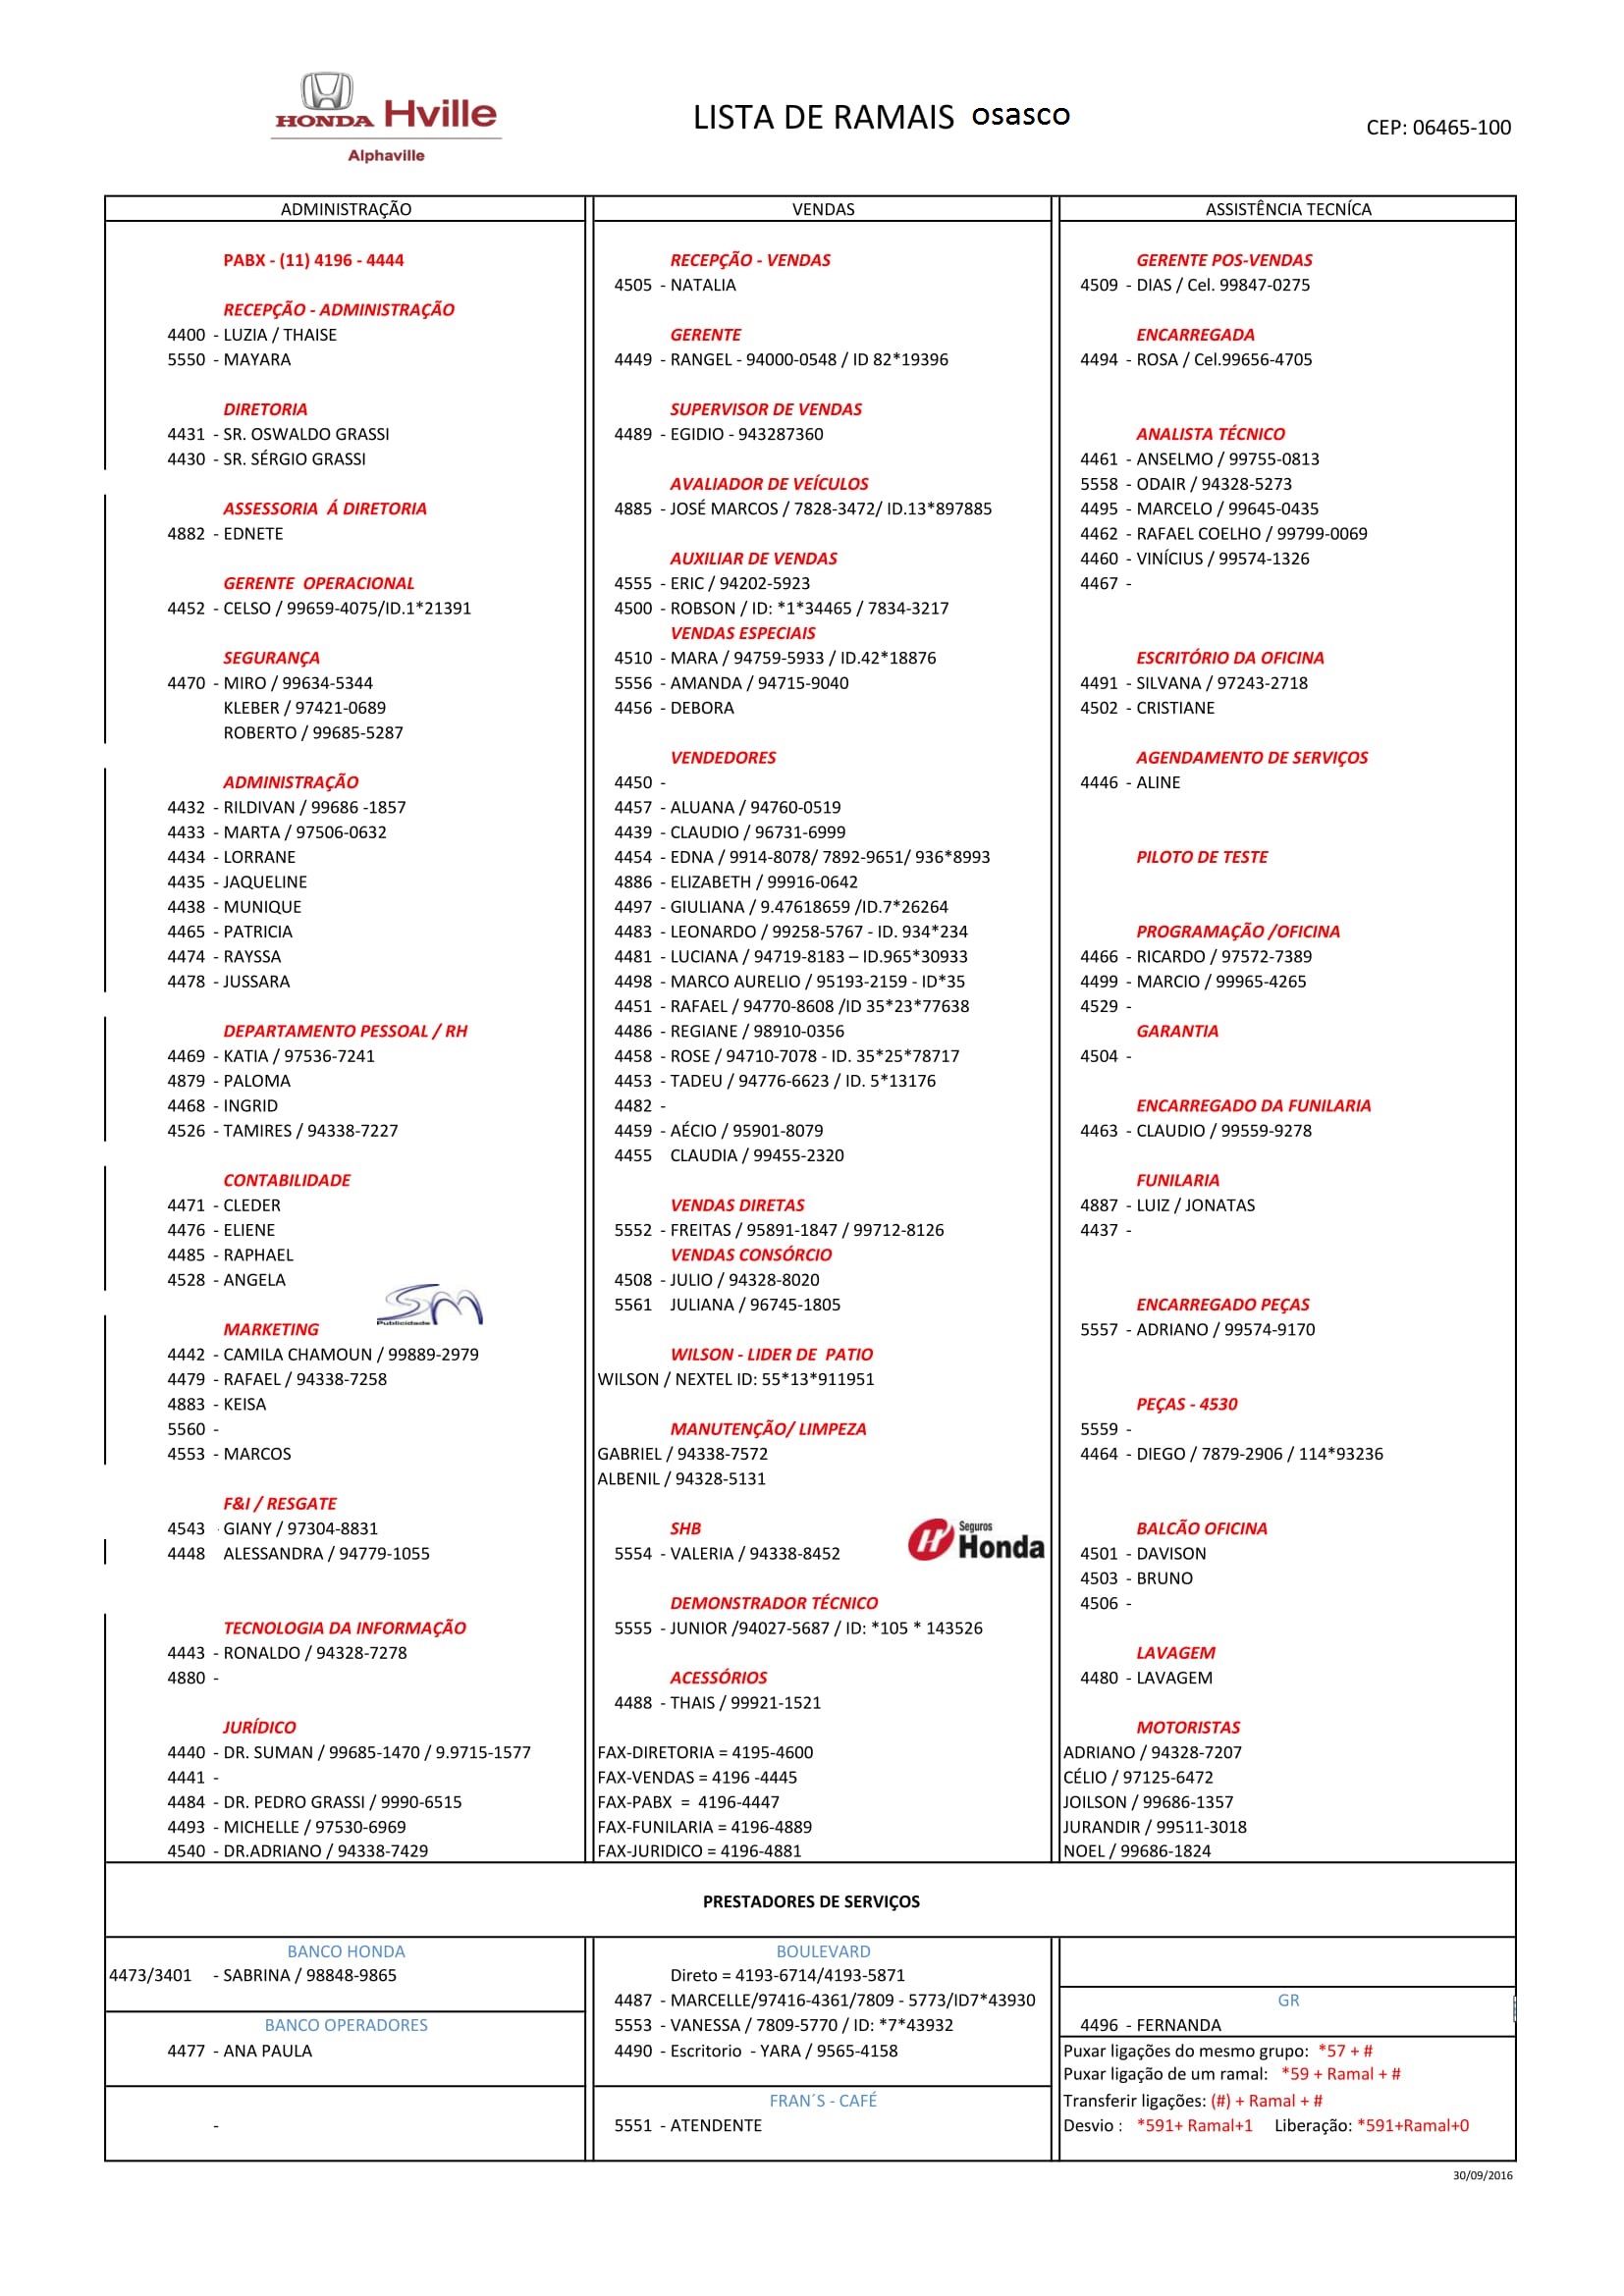 HONDA Hville
Alphaville
LISTA DE RAMAIS osasco
CEP: 06465-100
ADMINISTRAÇÃO
PABX - (11) 4196 - 4444
RECEPÇÃO - ADMINISTRAÇÃO
4400 - LUZIA / THAISE
5550 - MAYARA
DIRETORIA
4431 - SR. OSWALDO GRASSI
4430 - SR. SÉRGIO GRASSI
ASSESSORIA Á DIRETORIA
4882 - EDNETE
GERENTE OPERACIONAL
4452 - CELSO / 99659-4075/ID.1*21391
SEGURANÇA
4470 - MIRO / 99634-5344
KLEBER / 97421-0689
ROBERTO / 99685-5287
ADMINISTRAÇÃO
4432 - RILDIVAN / 99686 -1857
4433 - MARTA / 97506-0632
4434 - LORRANE
4435 - JAQUELINE
4438 - MUNIQUE
4465 - PATRICIA
4474 - RAYSSA
4478 - JUSSARA
DEPARTAMENTO PESSOAL / RH
4469 - KATIA / 97536-7241
4879 - PALOMA
4468 - INGRID
4526 - TAMIRES / 94338-7227
CONTABILIDADE
4471 - CLEDER
4476 - ELIENE
4485 - RAPHAEL
4528 - ANGELA
SM
Publicidade
MARKETING
4442 - CAMILA CHAMOUN / 99889-2979
4479 - RAFAEL / 94338-7258
4883 - KEISA
5560 -
4553 - MARCOS
F&I / RESGATE
4543 GIANY / 97304-8831
4448 ALESSANDRA / 94779-1055
TECNOLOGIA DA INFORMAÇÃO
4443 - RONALDO / 94328-7278
4880 -
JURÍDICO
4440 - DR. SUMAN / 99685-1470 / 9.9715-1577
4441 -
4484 - DR. PEDRO GRASSI / 9990-6515
4493 - MICHELLE / 97530-6969
4540 - DR.ADRIANO / 94338-7429
VENDAS
RECEPÇÃO - VENDAS
4505 - NATALIA
GERENTE
4449 - RANGEL - 94000-0548 / ID 82*19396
SUPERVISOR DE VENDAS
4489 - EGIDIO - 943287360
AVALIADOR DE VEÍCULOS
4885 - JOSÉ MARCOS / 7828-3472/ ID.13*897885
AUXILIAR DE VENDAS
4555 - ERIC / 94202-5923
4500 - ROBSON / ID: *1*34465 / 7834-3217
VENDAS ESPECIAIS
4510 - MARA / 94759-5933 / ID.42*18876
5556 - AMANDA / 94715-9040
4456 - DEBORA
VENDEDORES
4450 -
4457 - ALUANA / 94760-0519
4439 - CLAUDIO / 96731-6999
4454 - EDNA / 9914-8078/ 7892-9651/ 936*8993
4886 - ELIZABETH / 99916-0642
4497 - GIULIANA / 9.47618659 /ID.7*26264
4483 - LEONARDO / 99258-5767 - ID. 934*234
4481 - LUCIANA / 94719-8183 – ID.965*30933
4498 - MARCO AURELIO / 95193-2159 - ID*35
4451 - RAFAEL / 94770-8608 /ID 35*23*77638
4486 - REGIANE / 98910-0356
4458 - ROSE / 94710-7078 - ID. 35*25*78717
4453 - TADEU / 94776-6623 / ID. 5*13176
4482 -
4459 - AÉCIO / 95901-8079
4455 CLAUDIA / 99455-2320
VENDAS DIRETAS
5552 - FREITAS / 95891-1847 / 99712-8126
VENDAS CONSÓRCIO
4508 - JULIO / 94328-8020
5561 JULIANA / 96745-1805
WILSON - LIDER DE PATIO
WILSON / NEXTEL ID: 55*13*911951
MANUTENÇÃO/ LIMPEZA
GABRIEL / 94338-7572
ALBENIL / 94328-5131
SHB
5554 - VALERIA / 94338-8452
Seguros
Honda
DEMONSTRADOR TÉCNICO
5555 - JUNIOR /94027-5687 / ID: *105 * 143526
ACESSÓRIOS
4488 - THAIS / 99921-1521
FAX-DIRETORIA = 4195-4600
FAX-VENDAS = 4196 -4445
FAX-PABX = 4196-4447
FAX-FUNILARIA = 4196-4889
FAX-JURIDICO = 4196-4881
ASSISTÊNCIA TECNÍCA
GERENTE POS-VENDAS
4509 - DIAS / Cel. 99847-0275
ENCARREGADA
4494 - ROSA / Cel.99656-4705
ANALISTA TÉCNICO
4461 - ANSELMO / 99755-0813
5558 - ODAIR / 94328-5273
4495 - MARCELO / 99645-0435
4462 - RAFAEL COELHO / 99799-0069
4460 - VINÍCIUS / 99574-1326
4467 -
ESCRITÓRIO DA OFICINA
4491 - SILVANA / 97243-2718
4502 - CRISTIANE
AGENDAMENTO DE SERVIÇOS
4446 - ALINE
PILOTO DE TESTE
PROGRAMAÇÃO /OFICINA
4466 - RICARDO / 97572-7389
4499 - MARCIO / 99965-4265
4529 -
GARANTIA
4504 -
ENCARREGADO DA FUNILARIA
4463 - CLAUDIO / 99559-9278
FUNILARIA
4887 - LUIZ / JONATAS
4437 -
ENCARREGADO PEÇAS
5557 - ADRIANO / 99574-9170
PEÇAS - 4530
5559 -
4464 - DIEGO / 7879-2906 / 114*93236
BALCÃO OFICINA
4501 - DAVISON
4503 - BRUNO
4506 -
LAVAGEM
4480 - LAVAGEM
MOTORISTAS
ADRIANO / 94328-7207
CÉLIO / 97125-6472
JOILSON / 99686-1357
JURANDIR / 99511-3018
NOEL / 99686-1824
PRESTADORES DE SERVIÇOS
BANCO HONDA
4473/3401 - SABRINA / 98848-9865
BANCO OPERADORES
4477 - ANA PAULA
-
BOULEVARD
Direto = 4193-6714/4193-5871
4487 - MARCELLE/97416-4361/7809 - 5773/ID7*43930
5553 - VANESSA / 7809-5770 / ID: *7*43932
4490 - Escritorio - YARA / 9565-4158
FRAN´S - CAFÉ
5551 - ATENDENTE
GR
4496 - FERNANDA
Puxar ligações do mesmo grupo: *57 + #
Puxar ligação de um ramal: *59 + Ramal + #
Transferir ligações: (#) + Ramal + #
Desvio : *591+ Ramal+1 Liberação: *591+Ramal+0
30/09/2016